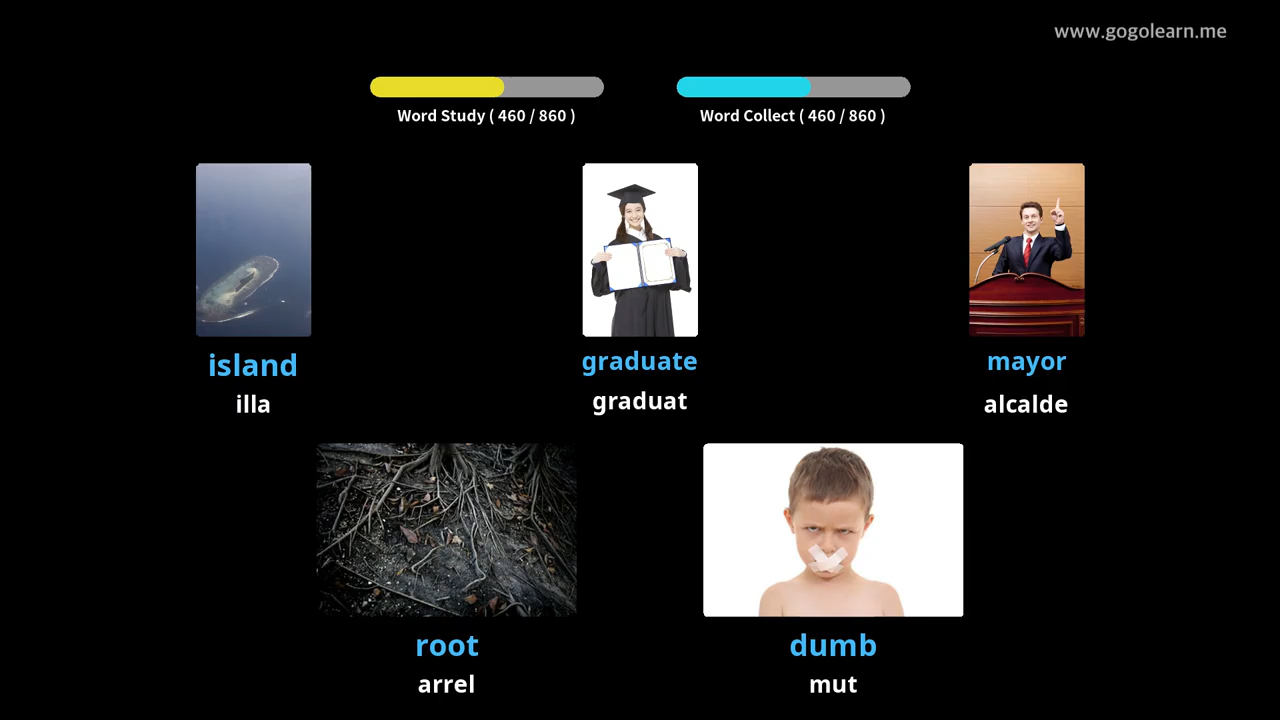 www.gogolearn.me
Word Study ( 460 / 860 )
Word Collect ( 460 / 860 )
island
illa
graduate
graduat
mayor
alcalde
root
arrel
dumb
mut